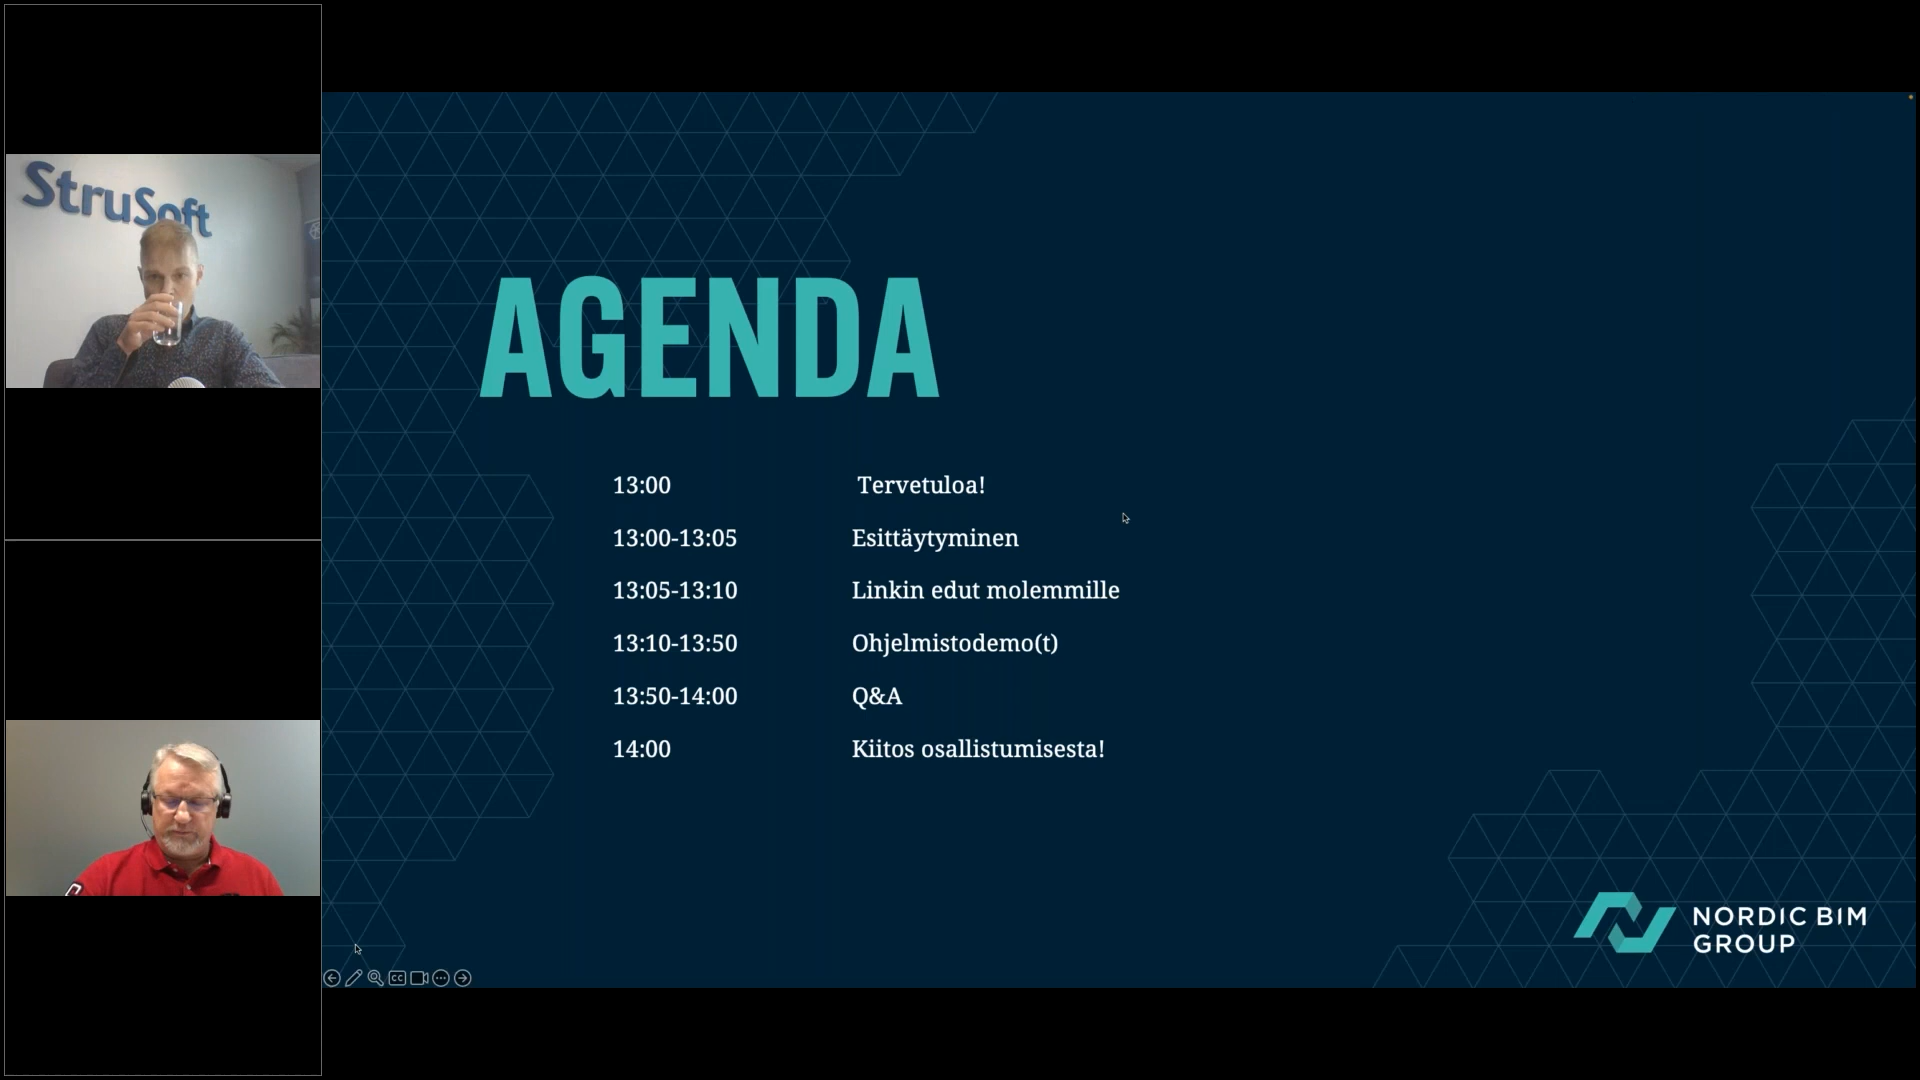 StruSoft
AGENDA
13:00 Tervetuloa!
13:00-13:05 Esittäytyminen
13:05-13:10 Linkin edut molemmille
13:10-13:50 Ohjelmistodemo(t)
13:50-14:00 Q&A
14:00 Kiitos osallistumisesta!
NORDIC BIM
GROUP
CC